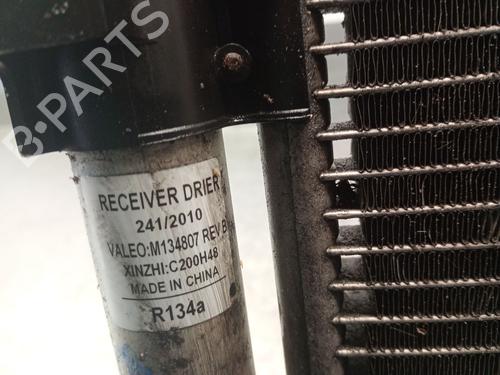 B-PARTS
RECEIVER DRIER
241/2010
VALEO:M134807 REV B
XINZHI:C200H48
MADE IN CHINA
R134a